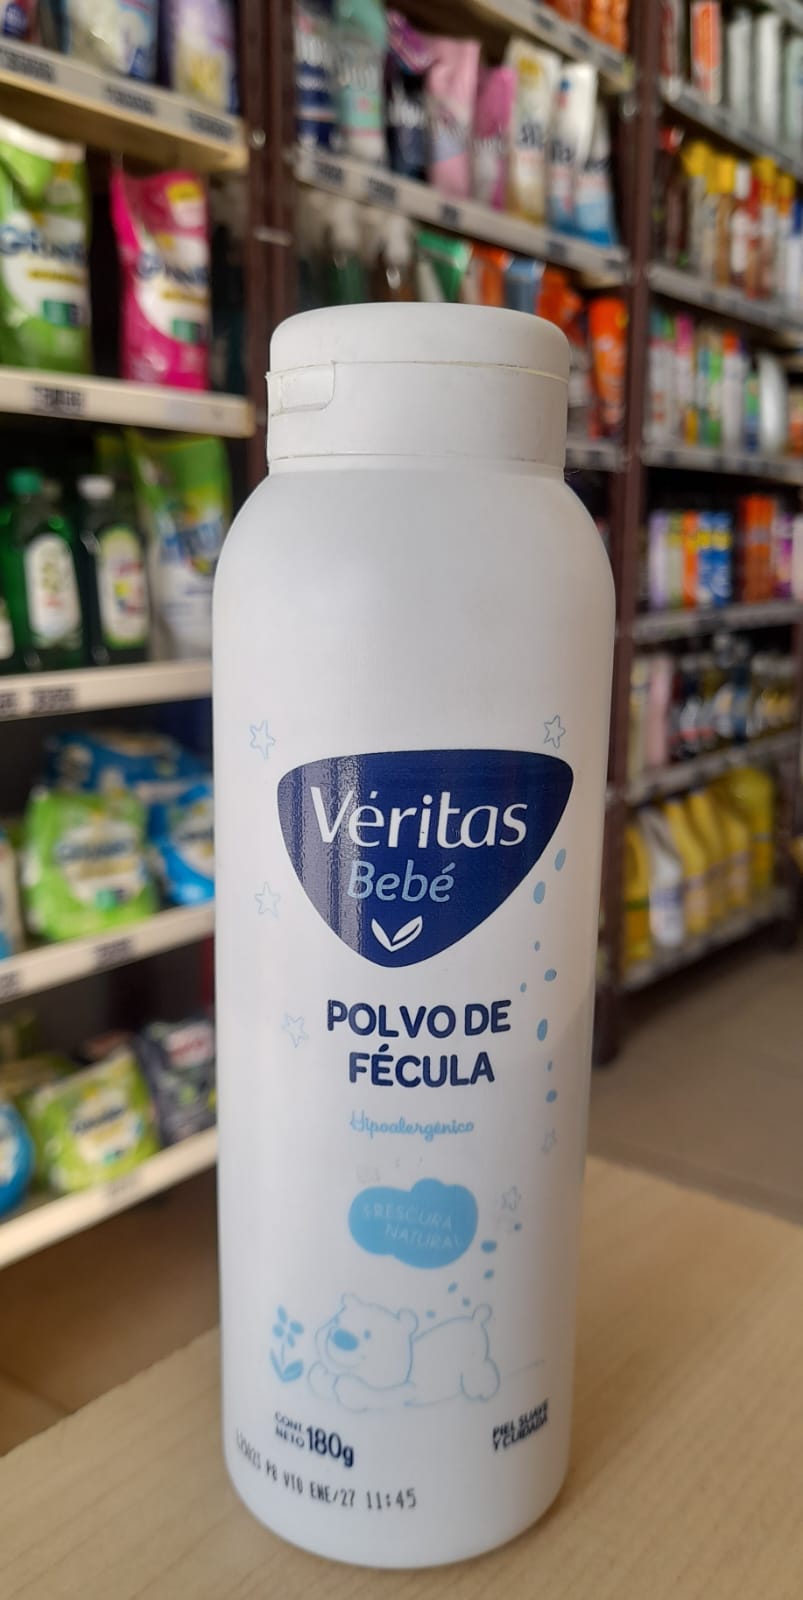 Véritas
Bebé
POLVO DE
FÉCULA
Hipoalergénico
FRESCURA
NATURAL
CONT.
NETO 180g
PIEL SUAVE
Y CUIDADA
VTO ENE/27 11:45